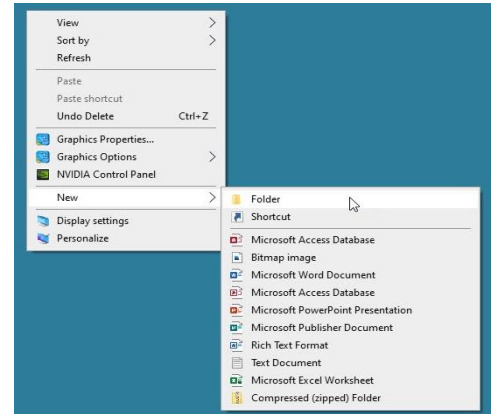 View
Sort by
Refresh
Paste
Paste shortcut
Undo Delete Ctrl+Z
Graphics Properties...
Graphics Options
NVIDIA Control Panel
New
Display settings
Personalize
Folder
Shortcut
Microsoft Access Database
Bitmap image
Microsoft Word Document
Microsoft Access Database
Microsoft PowerPoint Presentation
Microsoft Publisher Document
Rich Text Format
Text Document
Microsoft Excel Worksheet
Compressed (zipped) Folder